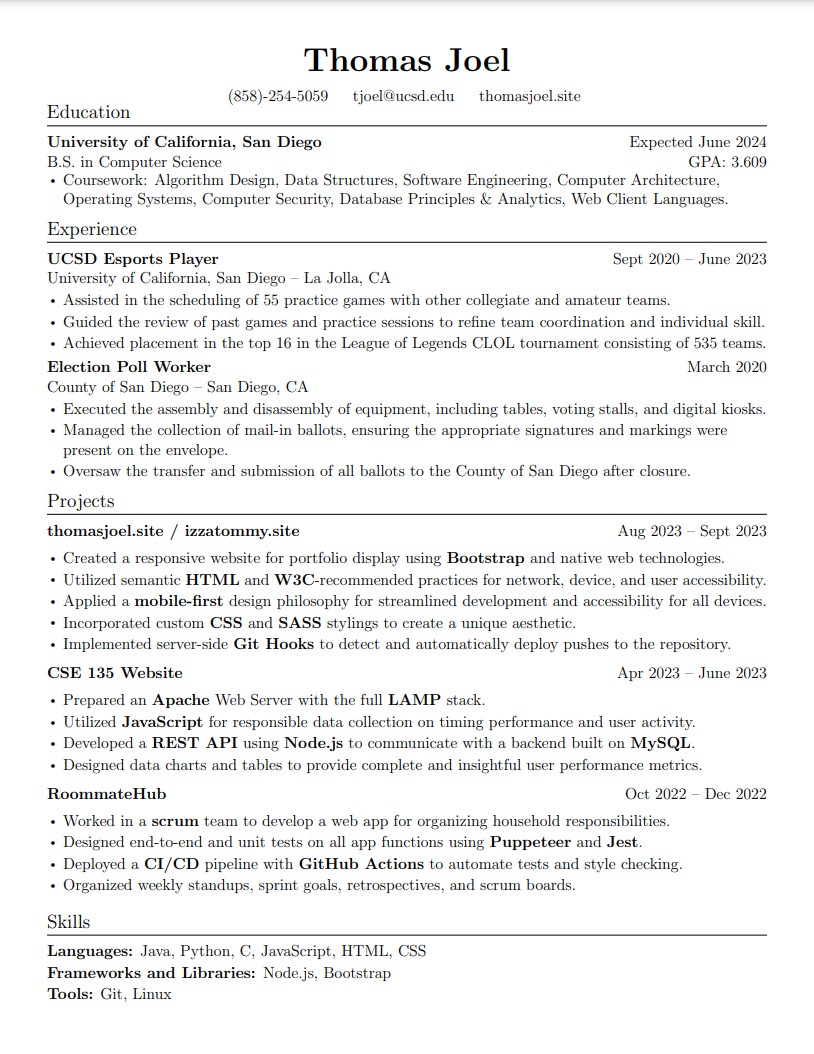 Thomas Joel
(858)-254-5059 tjoel@ucsd.edu thomasjoel.site
Education
University of California, San Diego Expected June 2024
B.S. in Computer Science GPA: 3.609
• Coursework: Algorithm Design, Data Structures, Software Engineering, Computer Architecture,
Operating Systems, Computer Security, Database Principles & Analytics, Web Client Languages.
Experience
UCSD Esports Player Sept 2020 – June 2023
University of California, San Diego – La Jolla, CA
• Assisted in the scheduling of 55 practice games with other collegiate and amateur teams.
• Guided the review of past games and practice sessions to refine team coordination and individual skill.
• Achieved placement in the top 16 in the League of Legends CLOL tournament consisting of 535 teams.
Election Poll Worker March 2020
County of San Diego – San Diego, CA
• Executed the assembly and disassembly of equipment, including tables, voting stalls, and digital kiosks.
• Managed the collection of mail-in ballots, ensuring the appropriate signatures and markings were
present on the envelope.
• Oversaw the transfer and submission of all ballots to the County of San Diego after closure.
Projects
thomasjoel.site / izzatommy.site Aug 2023 – Sept 2023
• Created a responsive website for portfolio display using Bootstrap and native web technologies.
• Utilized semantic HTML and W3C-recommended practices for network, device, and user accessibility.
• Applied a mobile-first design philosophy for streamlined development and accessibility for all devices.
• Incorporated custom CSS and SASS stylings to create a unique aesthetic.
• Implemented server-side Git Hooks to detect and automatically deploy pushes to the repository.
CSE 135 Website Apr 2023 – June 2023
• Prepared an Apache Web Server with the full LAMP stack.
• Utilized JavaScript for responsible data collection on timing performance and user activity.
• Developed a REST API using Node.js to communicate with a backend built on MySQL.
• Designed data charts and tables to provide complete and insightful user performance metrics.
RoommateHub Oct 2022 – Dec 2022
• Worked in a scrum team to develop a web app for organizing household responsibilities.
• Designed end-to-end and unit tests on all app functions using Puppeteer and Jest.
• Deployed a CI/CD pipeline with GitHub Actions to automate tests and style checking.
• Organized weekly standups, sprint goals, retrospectives, and scrum boards.
Skills
Languages: Java, Python, C, JavaScript, HTML, CSS
Frameworks and Libraries: Node.js, Bootstrap
Tools: Git, Linux